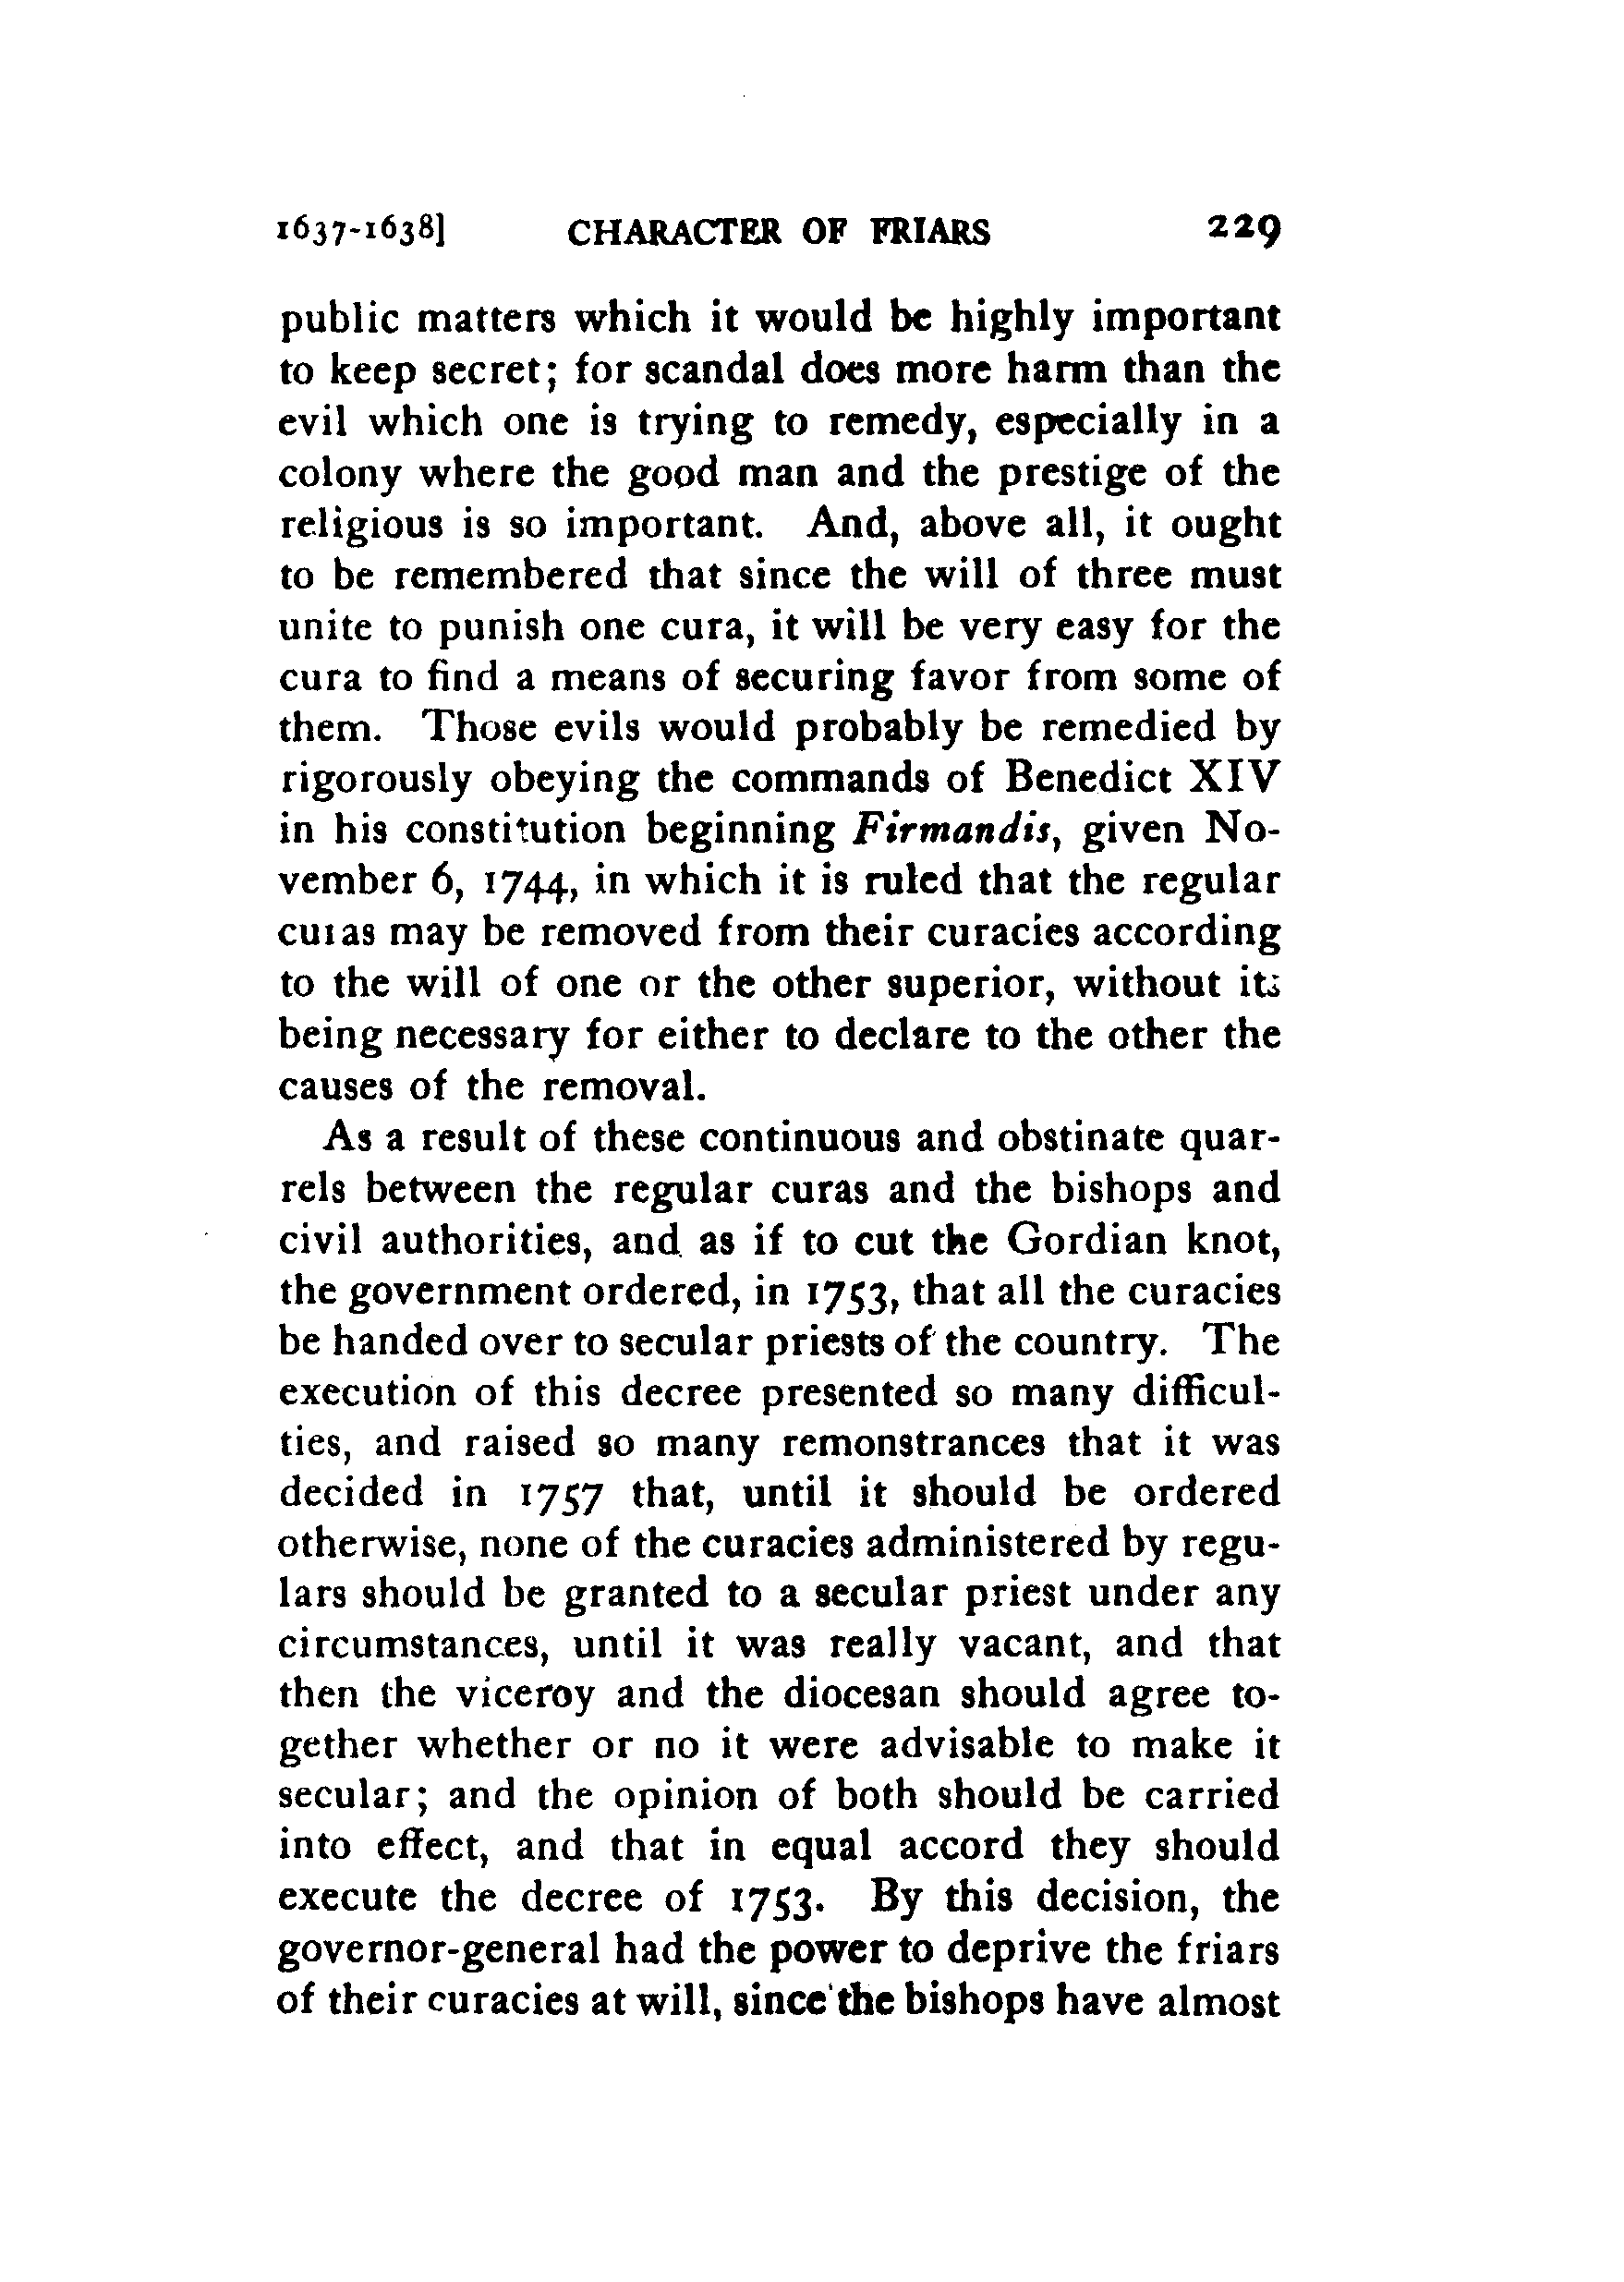 1637-1638] CHARACTER OF FRIARS 229
public matters which it would be highly important
to keep secret; for scandal does more harm than the
evil which one is trying to remedy, especially in a
colony where the good man and the prestige of the
religious is so important. And, above all, it ought
to be remembered that since the will of three must
unite to punish one cura, it will be very easy for the
cura to find a means of securing favor from some of
them. Those evils would probably be remedied by
rigorously obeying the commands of Benedict XIV
in his constitution beginning Firmandis, given No-
vember 6, 1744, in which it is ruled that the regular
curas may be removed from their curacies according
to the will of one or the other superior, without its
being necessary for either to declare to the other the
causes of the removal.
As a result of these continuous and obstinate quar-
rels between the regular curas and the bishops and
civil authorities, and as if to cut the Gordian knot,
the government ordered, in 1753, that all the curacies
be handed over to secular priests of the country. The
execution of this decree presented so many difficul-
ties, and raised so many remonstrances that it was
decided in 1757 that, until it should be ordered
otherwise, none of the curacies administered by regu-
lars should be granted to a secular priest under any
circumstances, until it was really vacant, and that
then the viceroy and the diocesan should agree to-
gether whether or no it were advisable to make it
secular; and the opinion of both should be carried
into effect, and that in equal accord they should
execute the decree of 1753. By this decision, the
governor-general had the power to deprive the friars
of their curacies at will, since the bishops have almost